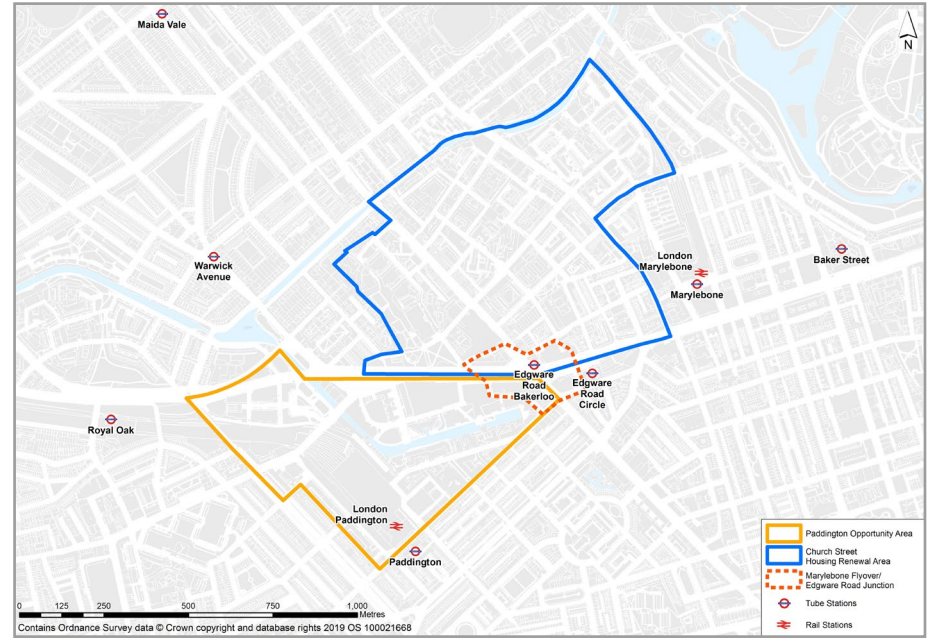 Maida Vale
N
Warwick
Avenue
London
Marylebone
Marylebone
Baker Street
Edgware
Road
Bakerloo
Edgware
Road
Circle
Royal Oak
London
Paddington
Paddington
Paddington Opportunity Area
Church Street
Housing Renewal Area
Marylebone Flyover/
Edgware Road Junction
Tube Stations
Rail Stations
0 125 250 500 750 1,000
Metres
Contains Ordnance Survey data © Crown copyright and database rights 2019 OS 100021668